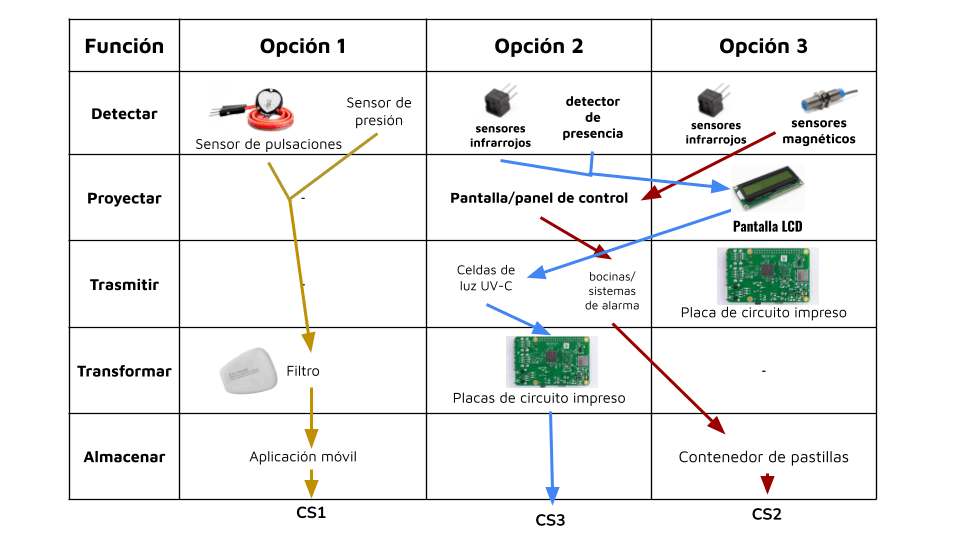 Función
Opción 1
Opción 2
Opción 3
Detectar
Sensor de pulsaciones
Sensor de
presión
sensores
infrarrojos
detector
de
presencia
sensores
infrarrojos
sensores
magnéticos
Proyectar
-
Pantalla/panel de control
Pantalla LCD
Trasmitir
-
Celdas de
luz UV-C
bocinas/
sistemas
de alarma
Placa de circuito impreso
Transformar
Filtro
Placas de circuito impreso
-
Almacenar
Aplicación móvil
Contenedor de pastillas
CS1
CS3
CS2